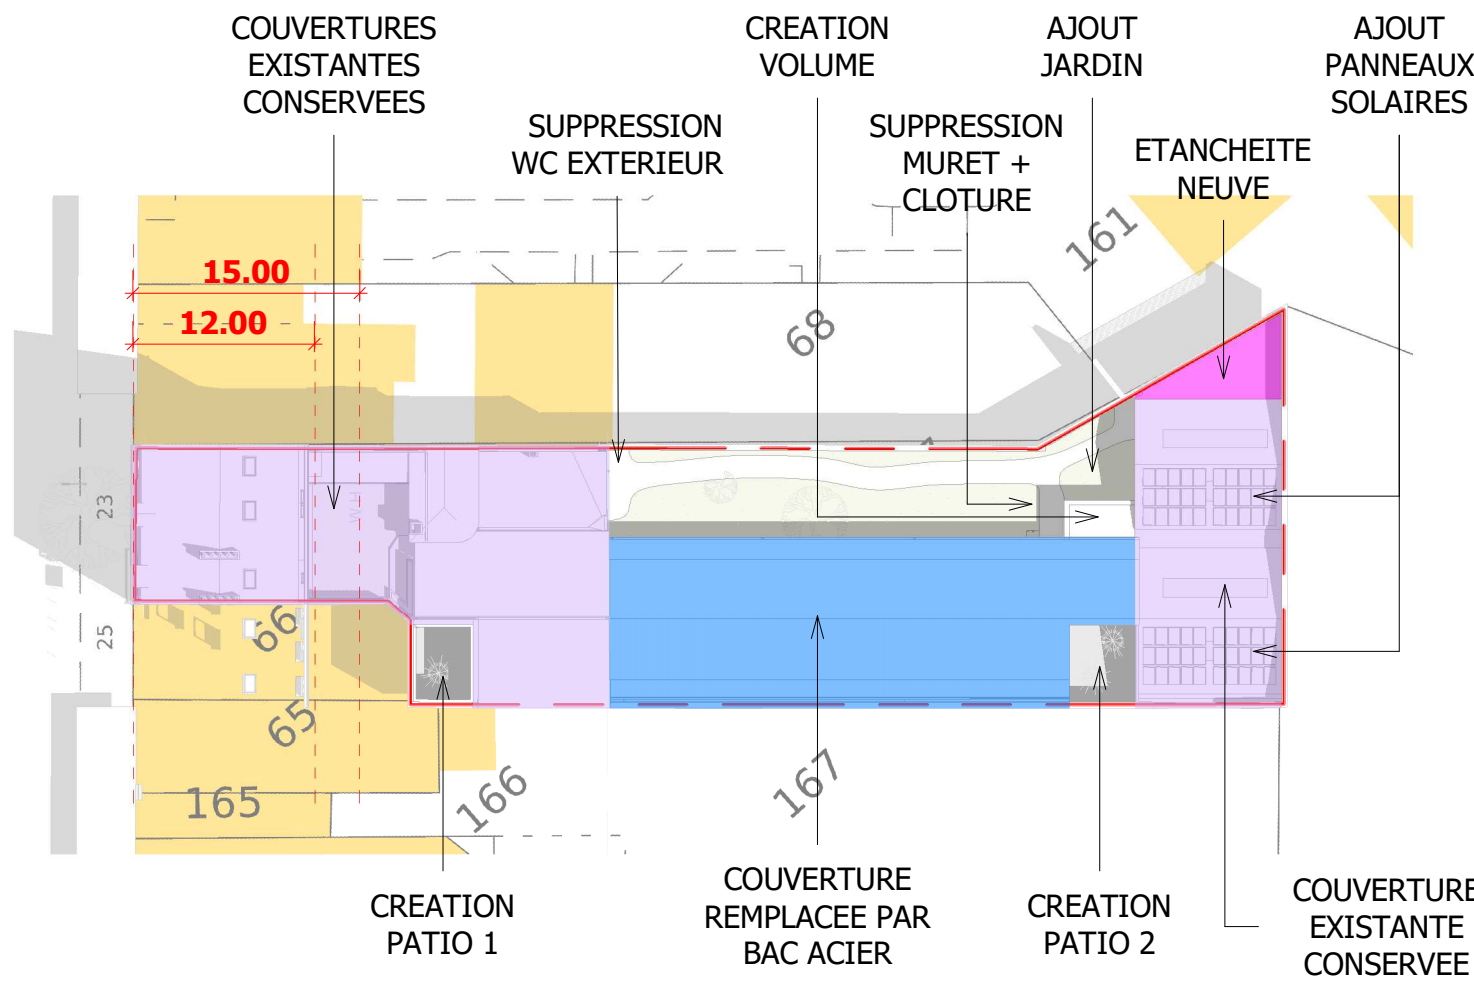 COUVERTURES
EXISTANTES
CONSERVEES
CREATION
VOLUME
AJOUT
JARDIN
AJOUT
PANNEAUX
SOLAIRES
SUPPRESSION
WC EXTERIEUR
SUPPRESSION
MURET +
CLOTURE
ETANCHEITE
NEUVE
161
15.00
12.00
68
23
25
66
65
165
166
167
CREATION
PATIO 1
COUVERTURE
REMPLACEE PAR
BAC ACIER
CREATION
PATIO 2
COUVERTURE
EXISTANTE
CONSERVEE